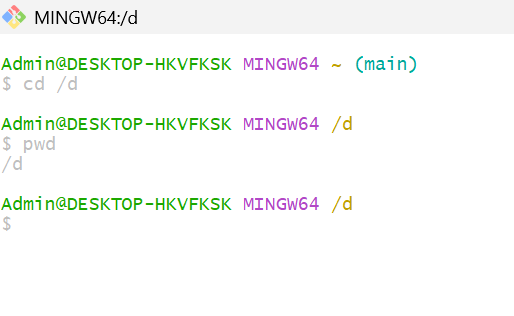 MINGW64:/d
Admin@DESKTOP-HKVFKSK MINGW64 ~ (main)
$ cd /d
Admin@DESKTOP-HKVFKSK MINGW64 /d
$ pwd
/d
Admin@DESKTOP-HKVFKSK MINGW64 /d
$